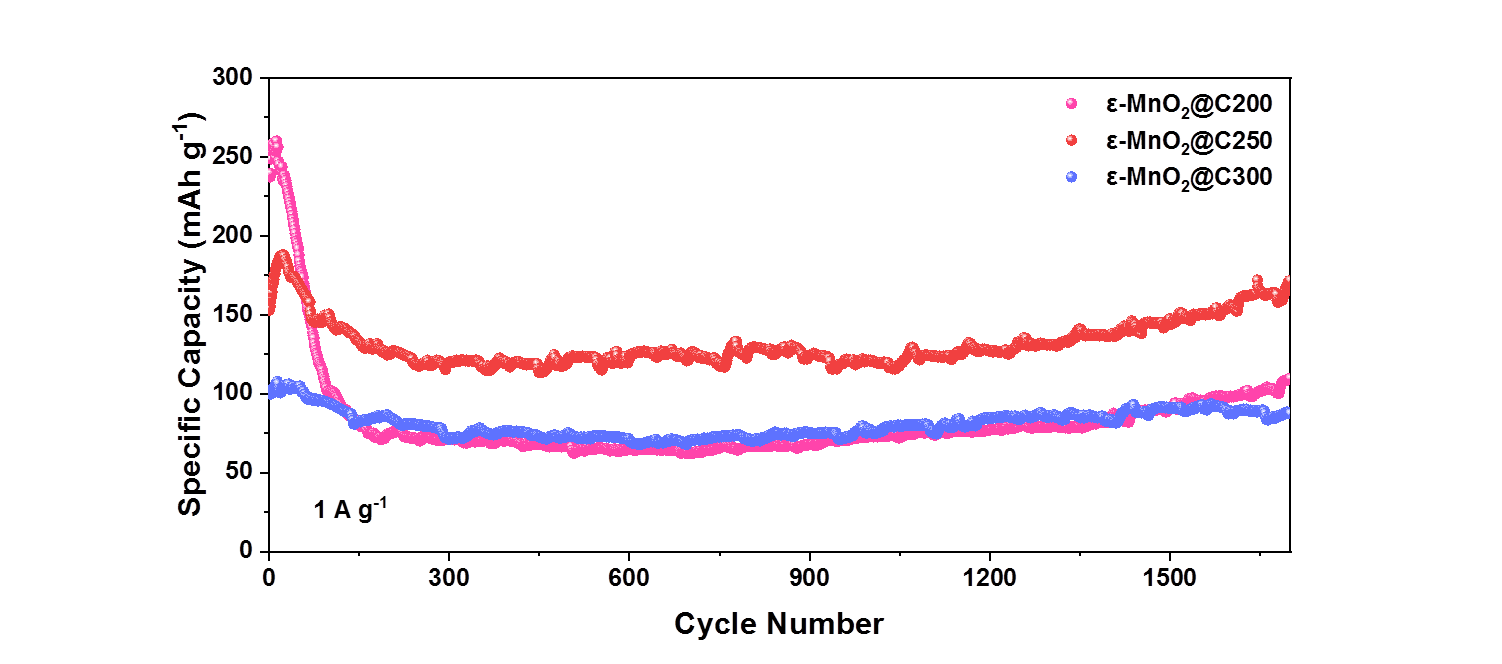 300
250
200
150
100
50
0
0 300 600 900 1200 1500
Specific Capacity (mAh g⁻¹)
Cycle Number
ε-MnO₂@C200
ε-MnO₂@C250
ε-MnO₂@C300
1 A g⁻¹